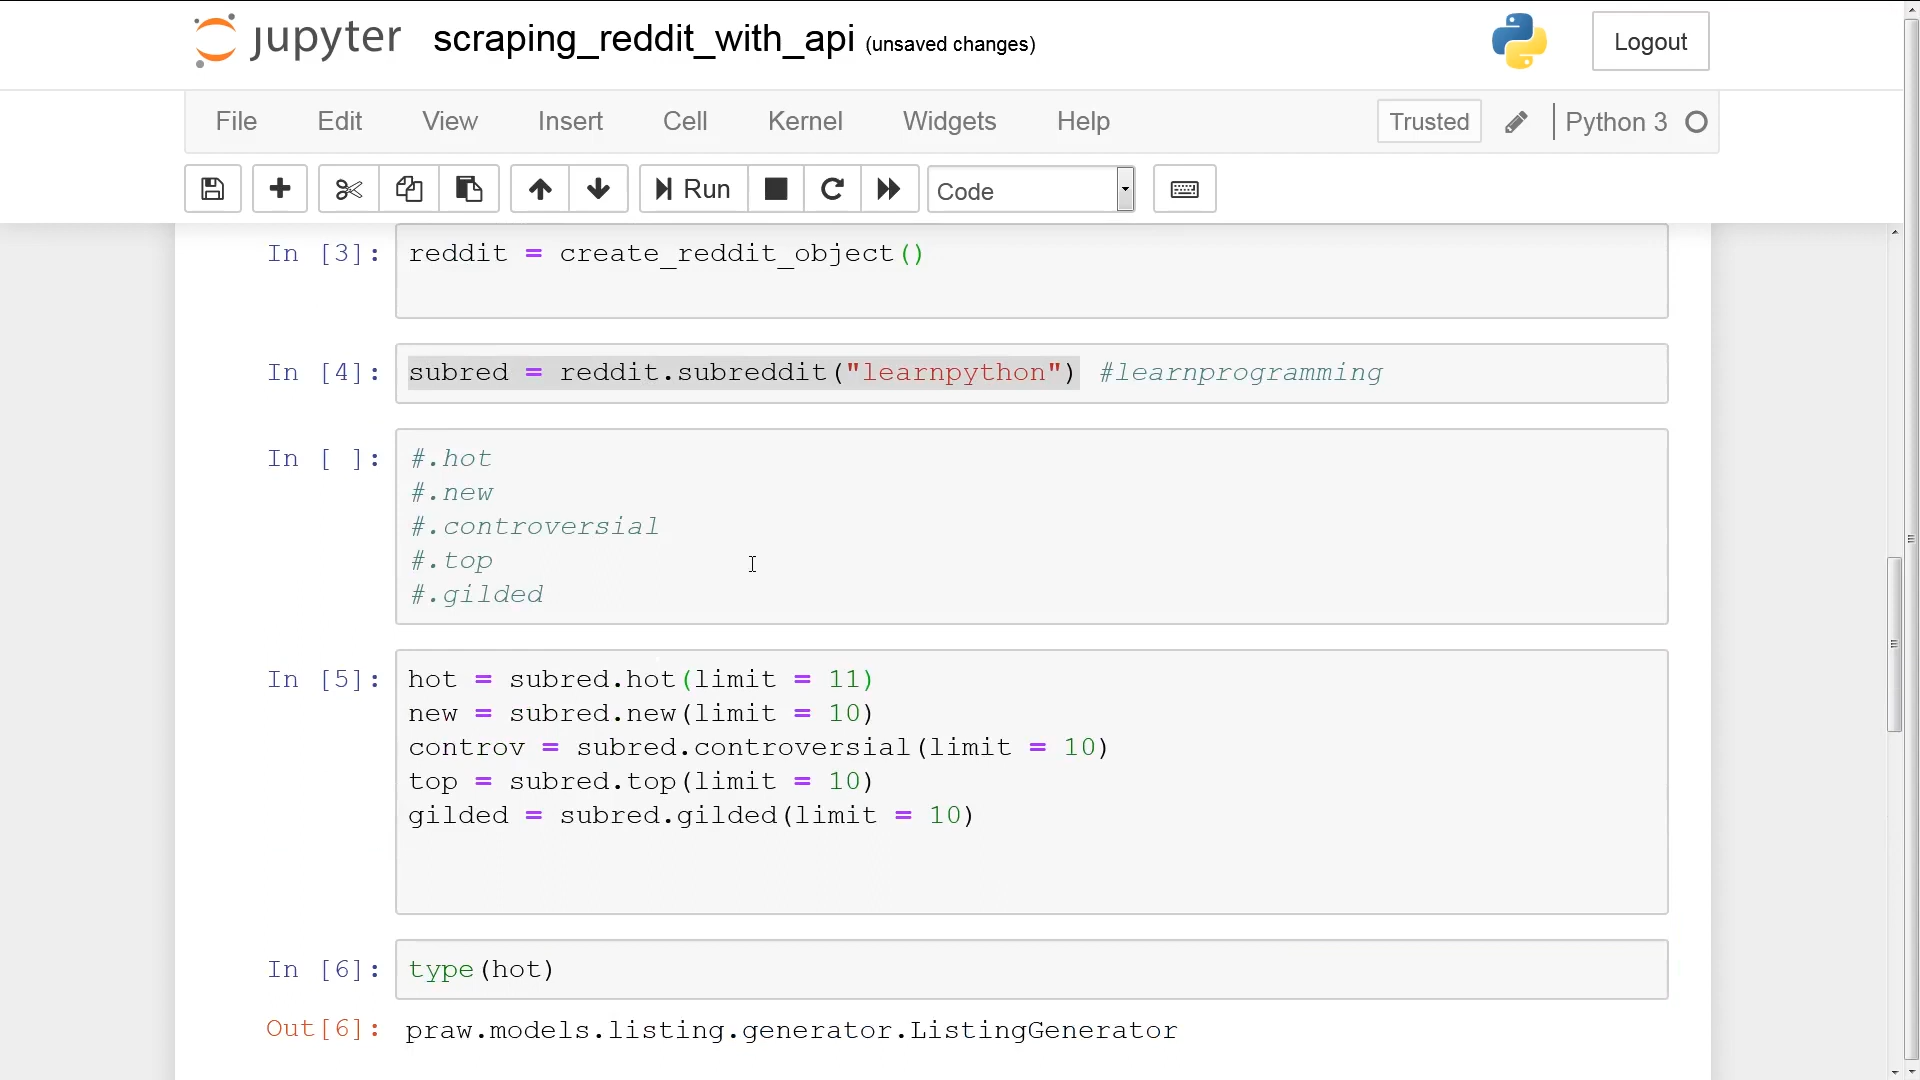 jupyter scraping_reddit_with_api (unsaved changes) Logout
File Edit View Insert Cell Kernel Widgets Help Trusted Python 3
Run Code
In [3]: reddit = create_reddit_object()
In [4]: subred = reddit.subreddit("learnpython") #learnprogramming
In [ ]: #.hot
#.new
#.controversial
#.top
#.gilded
In [5]: hot = subred.hot(limit = 11)
new = subred.new(limit = 10)
controv = subred.controversial(limit = 10)
top = subred.top(limit = 10)
gilded = subred.gilded(limit = 10)
In [6]: type(hot)
Out[6]: praw.models.listing.generator.ListingGenerator